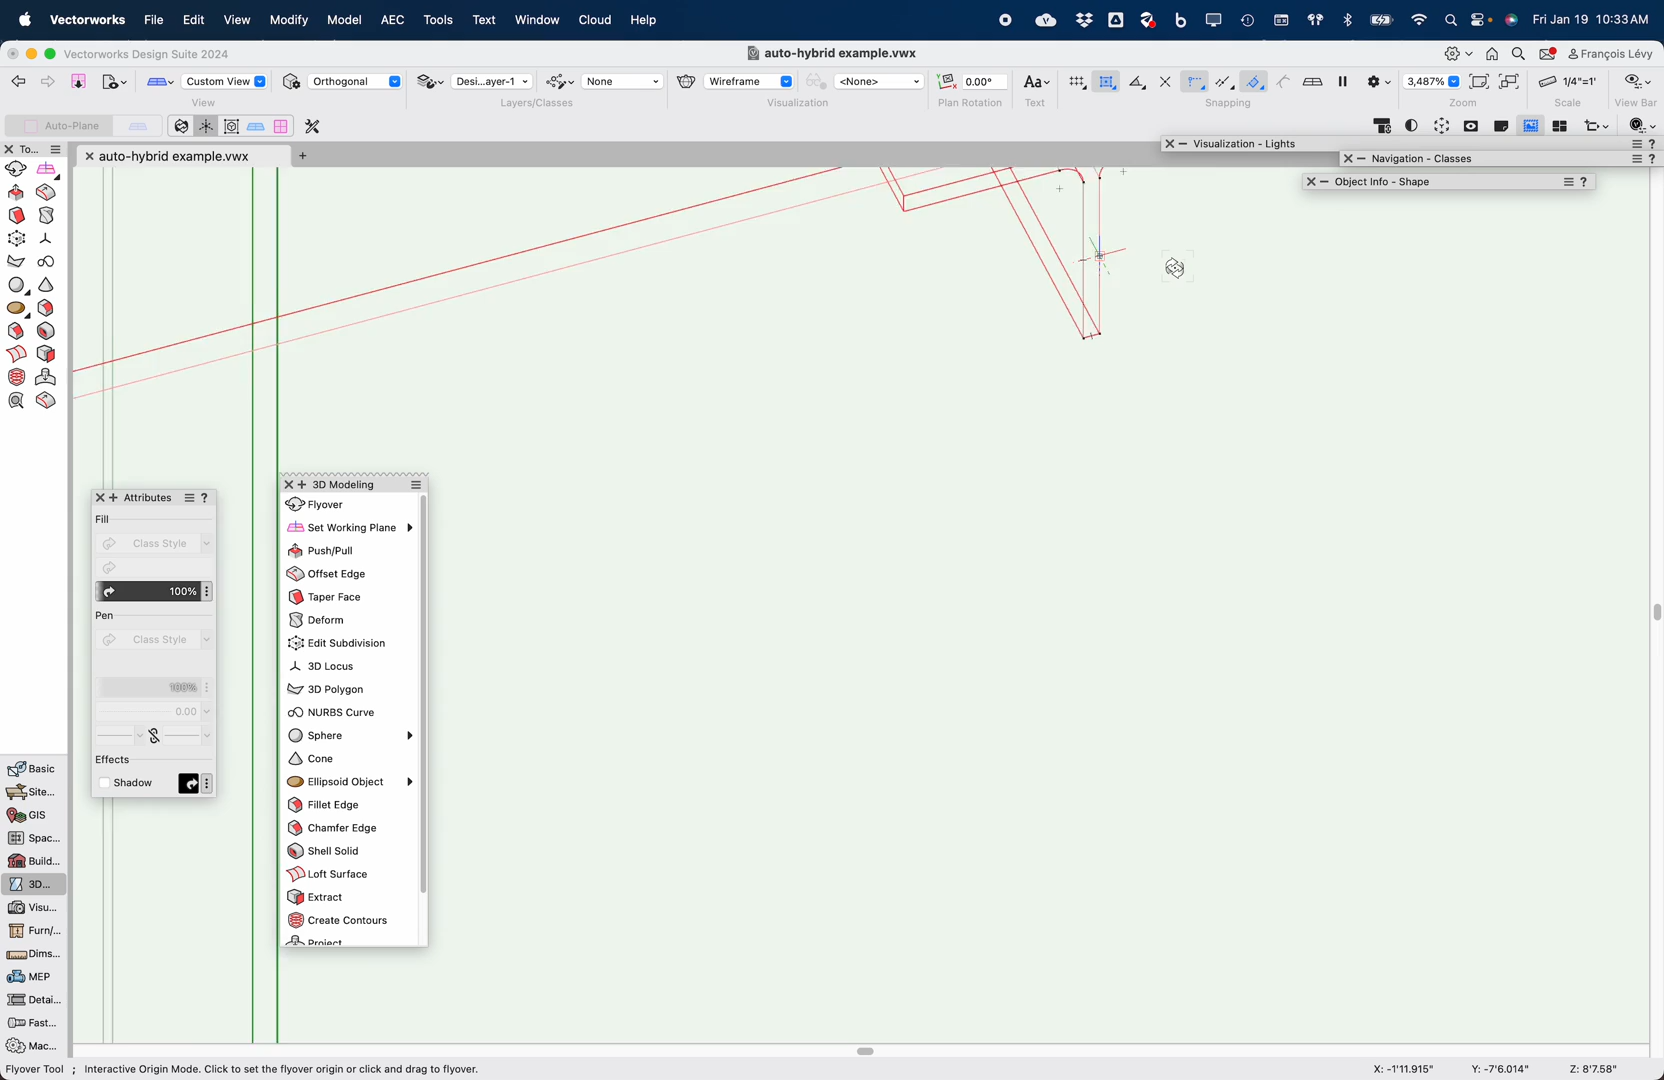 Vectorworks File Edit View Modify Model AEC Tools Text Window Cloud Help Fri Jan 19 10:33 AM
Vectorworks Design Suite 2024 auto-hybrid example.vwx François Lévy
Custom View Orthogonal Desi...ayer-1 None Wireframe <None> 0.00° Aa 3,487% 1/4"=1'
View Layers/Classes Visualization Plan Rotation Text Snapping Zoom Scale View Bar
Auto-Plane
To... auto-hybrid example.vwx
Visualization - Lights
Navigation - Classes
Object Info - Shape
3D Modeling
Flyover
Set Working Plane
Push/Pull
Offset Edge
Taper Face
Deform
Edit Subdivision
3D Locus
3D Polygon
NURBS Curve
Sphere
Cone
Ellipsoid Object
Fillet Edge
Chamfer Edge
Shell Solid
Loft Surface
Extract
Create Contours
Project
Attributes
Fill
Class Style
100%
Pen
Class Style
100%
0.00
Effects
Shadow
Basic
Site...
GIS
Spac...
Build...
3D...
Visu...
Furn/...
Dims...
MEP
Detai...
Fast...
Mac...
Flyover Tool ; Interactive Origin Mode. Click to set the flyover origin or click and drag to flyover. X: -1'11.915" Y: -7'6.014" Z: 8'7.58"